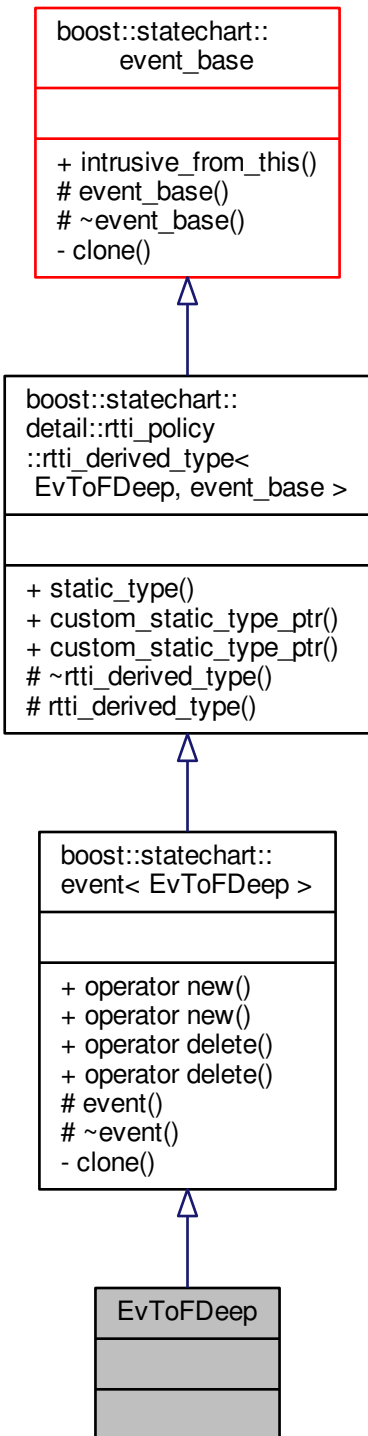 boost::statechart::
event_base
+ intrusive_from_this()
# event_base()
# ~event_base()
- clone()
boost::statechart::
detail::rtti_policy
::rtti_derived_type<
EvToFDeep, event_base >
+ static_type()
+ custom_static_type_ptr()
+ custom_static_type_ptr()
# ~rtti_derived_type()
# rtti_derived_type()
boost::statechart::
event< EvToFDeep >
+ operator new()
+ operator new()
+ operator delete()
+ operator delete()
# event()
# ~event()
- clone()
EvToFDeep